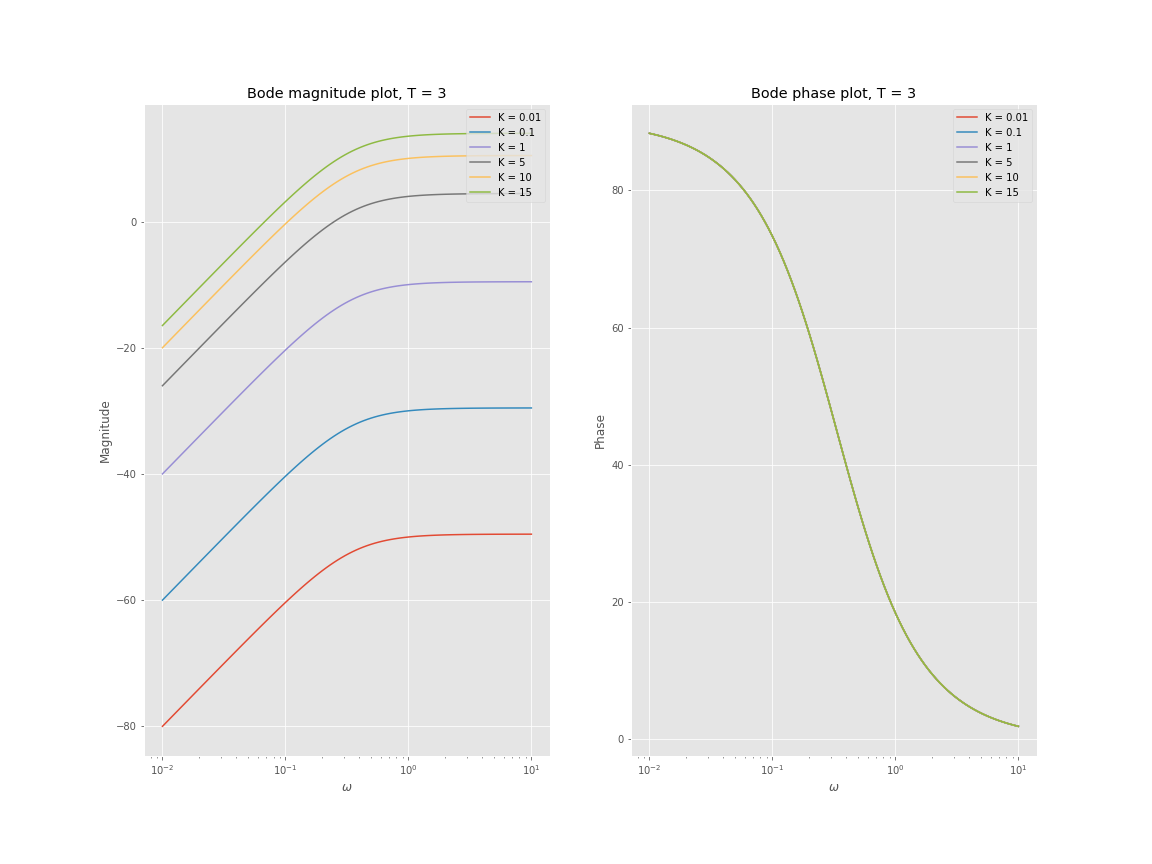 Bode magnitude plot, T = 3
K = 0.01
K = 0.1
K = 1
K = 5
K = 10
K = 15
0
−20
−40
−60
−80
Magnitude
10⁻²
10⁻¹
10⁰
10¹
ω
Bode phase plot, T = 3
K = 0.01
K = 0.1
K = 1
K = 5
K = 10
K = 15
80
60
40
20
0
Phase
10⁻²
10⁻¹
10⁰
10¹
ω